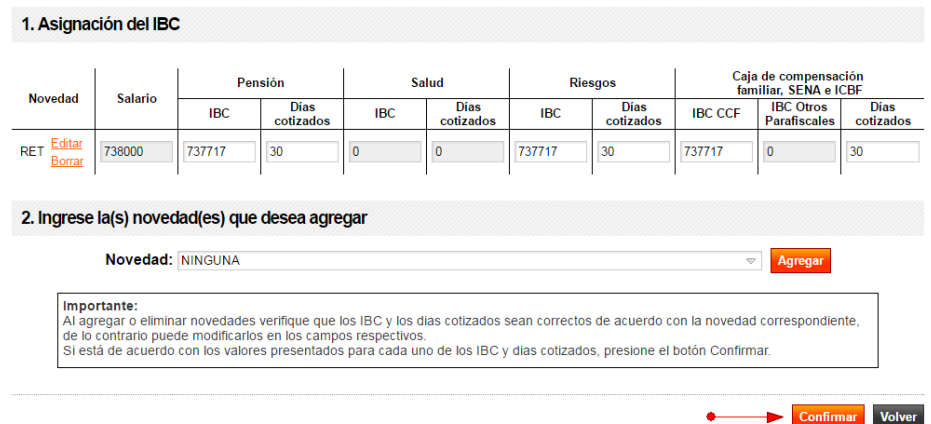 1. Asignación del IBC
Novedad Salario Pensión Salud Riesgos Caja de compensación
familiar, SENA e ICBF
IBC Días cotizados IBC Días cotizados IBC Días cotizados IBC CCF IBC Otros Parafiscales Días cotizados
RET Editar Borrar 738000 737717 30 0 0 737717 30 737717 0 30
2. Ingrese la(s) novedad(es) que desea agregar
Novedad: NINGUNA Agregar
Importante:
Al agregar o eliminar novedades verifique que los IBC y los dias cotizados sean correctos de acuerdo con la novedad correspondiente,
de lo contrario puede modificarlos en los campos respectivos.
Si está de acuerdo con los valores presentados para cada uno de los IBC y dias cotizados, presione el botón Confirmar.
Confirmar Volver